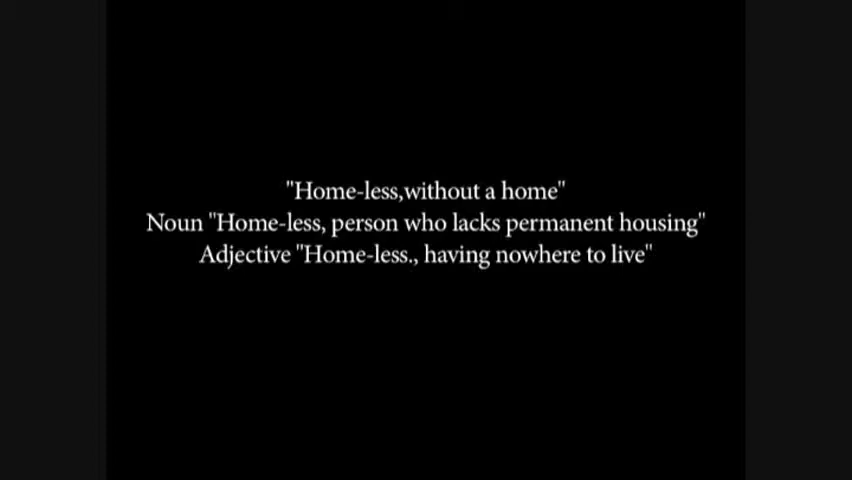 "Home-less,without a home"
Noun "Home-less, person who lacks permanent housing"
Adjective "Home-less., having nowhere to live"